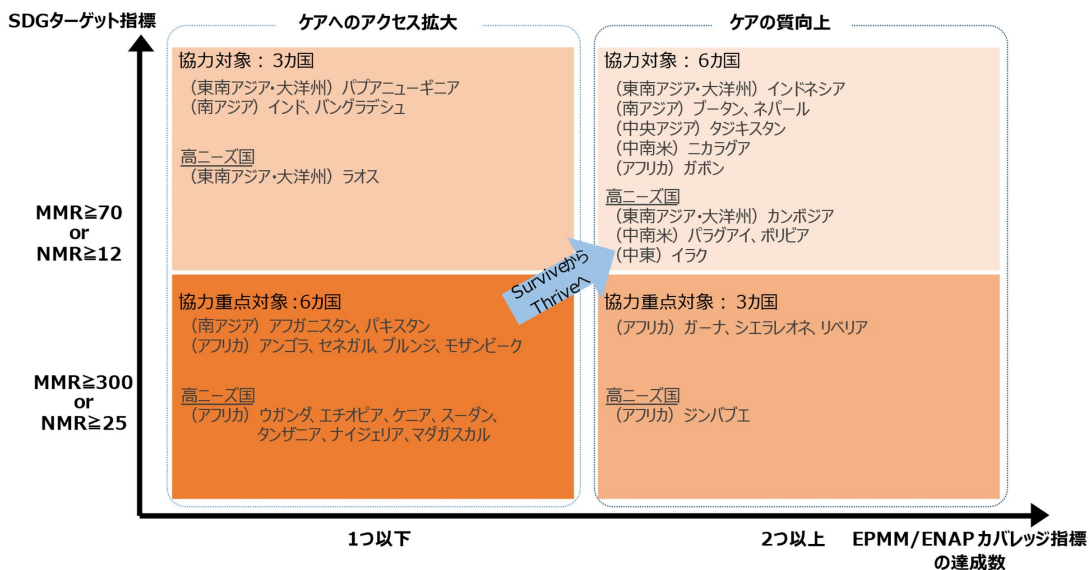 SDGターゲット指標
ケアへのアクセス拡大
ケアの質向上
協力対象： 3カ国
（東南アジア・大洋州）パプアニューギニア
（南アジア）インド、バングラデシュ
高ニーズ国
（東南アジア・大洋州）ラオス
協力対象： 6カ国
（東南アジア・大洋州）インドネシア
（南アジア）ブータン、ネパール
（中央アジア）タジキスタン
（中南米）ニカラグア
（アフリカ）ガボン
高ニーズ国
（東南アジア・大洋州）カンボジア
（中南米）パラグアイ、ボリビア
（中東）イラク
MMR≧70
or
NMR≧12
Surviveから
Thriveへ
協力重点対象：6カ国
（南アジア）アフガニスタン、パキスタン
（アフリカ）アンゴラ、セネガル、ブルンジ、モザンビーク
高ニーズ国
（アフリカ）ウガンダ、エチオピア、ケニア、スーダン、
タンザニア、ナイジェリア、マダガスカル
協力重点対象： 3カ国
（アフリカ）ガーナ、シエラレオネ、リベリア
高ニーズ国
（アフリカ）ジンバブエ
MMR≧300
or
NMR≧25
1つ以下
2つ以上
EPMM/ENAPカバレッジ指標
の達成数